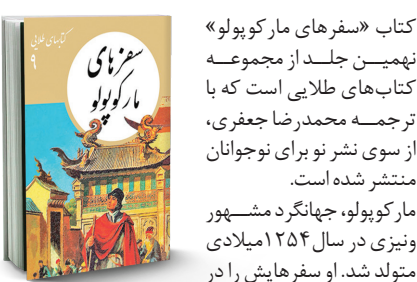 کتابهای طلایی
۹
سفرهای
مارکوپولو
کتاب «سفرهای مارکوپولو»
نهمین جلد از مجموعه
کتاب‌های طلایی است که با
ترجمه محمدرضا جعفری،
از سوی نشر نو برای نوجوانان
منتشر شده است.
مارکوپولو، جهانگرد مشهور
ونیزی در سال ۱۲۵۴میلادی
متولد شد. او سفرهایش را در